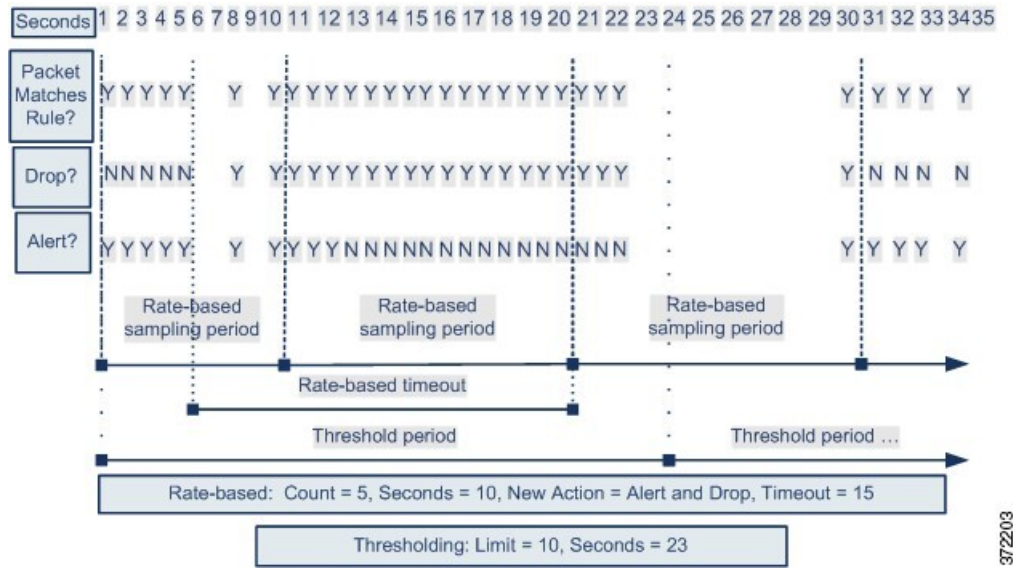 Seconds 1 2 3 4 5 6 7 8 9 10 11 12 13 14 15 16 17 18 19 20 21 22 23 24 25 26 27 28 29 30 31 32 33 34 35
Packet
Matches
Rule?
Y Y Y Y Y Y Y Y Y Y Y Y Y Y Y Y Y Y Y Y Y Y Y Y Y Y Y Y Y Y
Drop?
N N N N N Y Y Y Y Y Y Y Y Y Y Y Y Y Y Y Y Y Y Y Y Y N N N N
Alert?
Y Y Y Y Y Y Y Y Y Y N N N N N N N N N N N N N N N Y Y Y Y Y
Rate-based
sampling period
Rate-based
sampling period
Rate-based
sampling period
Rate-based timeout
Threshold period
Threshold period ...
Rate-based: Count = 5, Seconds = 10, New Action = Alert and Drop, Timeout = 15
Thresholding: Limit = 10, Seconds = 23
372203